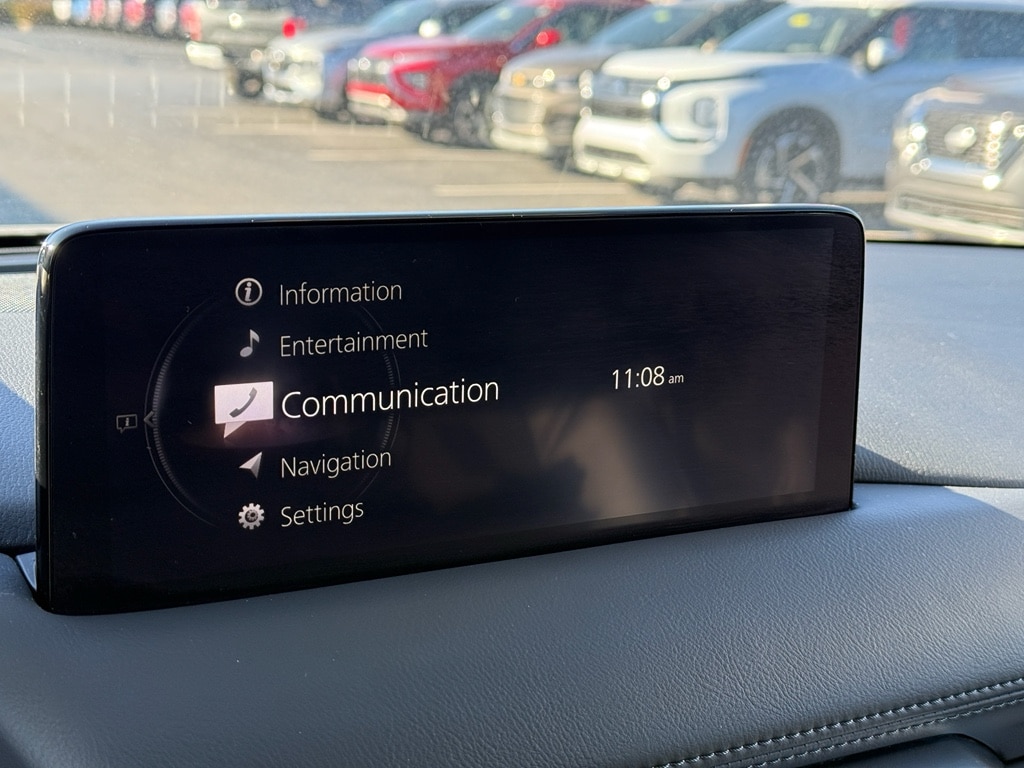 Information
Entertainment
Communication
11:08 am
Navigation
Settings